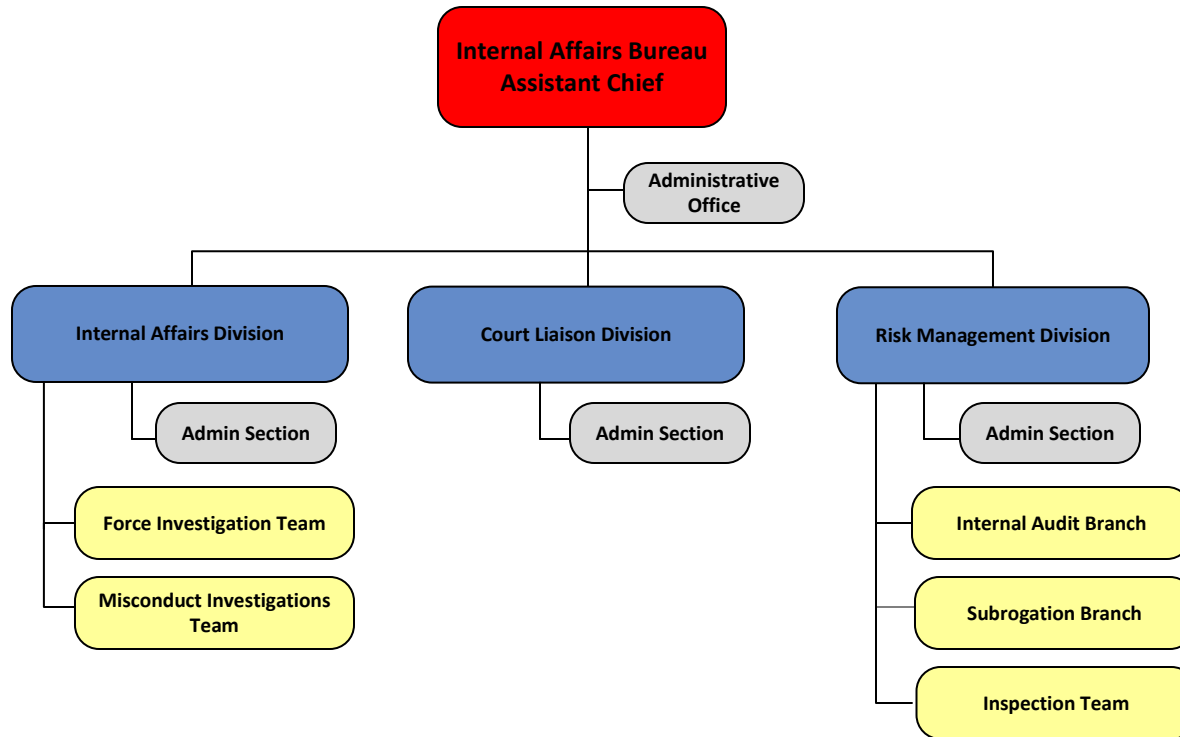 Internal Affairs Bureau
Assistant Chief
Administrative
Office
Internal Affairs Division
Court Liaison Division
Risk Management Division
Admin Section
Admin Section
Admin Section
Force Investigation Team
Internal Audit Branch
Misconduct Investigations
Team
Subrogation Branch
Inspection Team